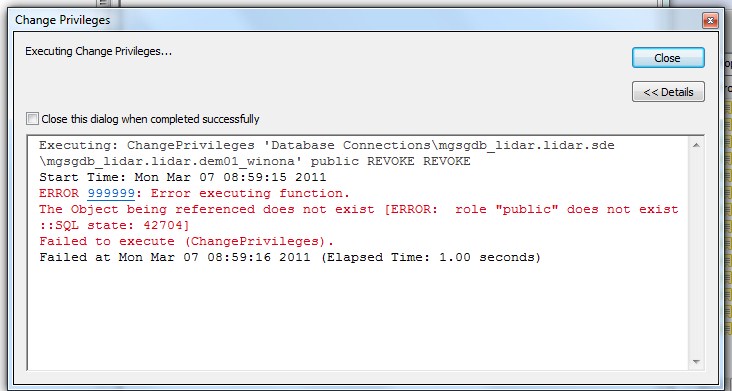 Change Privileges
Executing Change Privileges...
Close
<< Details
Close this dialog when completed successfully
Executing: ChangePrivileges 'Database Connections\mgsgdb_lidar.lidar.sde
\mgsgdb_lidar.lidar.dem01_winona' public REVOKE REVOKE
Start Time: Mon Mar 07 08:59:15 2011
ERROR 999999: Error executing function.
The Object being referenced does not exist [ERROR:  role "public" does not exist
::SQL state: 42704]
Failed to execute (ChangePrivileges).
Failed at Mon Mar 07 08:59:16 2011 (Elapsed Time: 1.00 seconds)